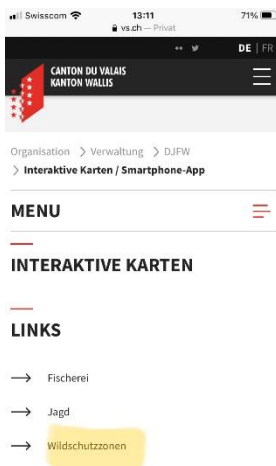 Swisscom 13:11 71%
vs.ch — Privat
DE | FR
CANTON DU VALAIS
KANTON WALLIS
Organisation > Verwaltung > DJFW
> Interaktive Karten / Smartphone-App
MENU
INTERAKTIVE KARTEN
LINKS
→ Fischerei
→ Jagd
→ Wildschutzzonen